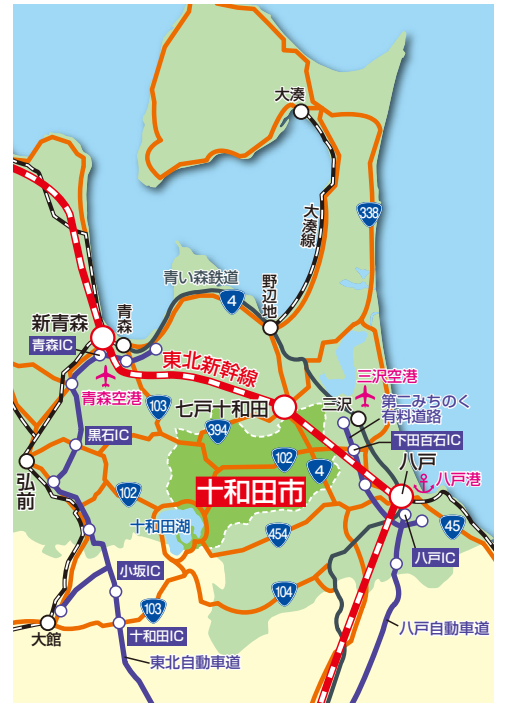 大湊
大湊線
338
青い森鉄道
4
野辺地
青森
新青森
青森IC
東北新幹線
三沢空港
青森空港
103
七戸十和田
三沢
第二みちのく
有料道路
394
黒石IC
下田百石IC
102
4
八戸
弘前
102
十和田市
八戸港
十和田湖
454
45
八戸IC
小坂IC
103
104
大館
十和田IC
八戸自動車道
東北自動車道